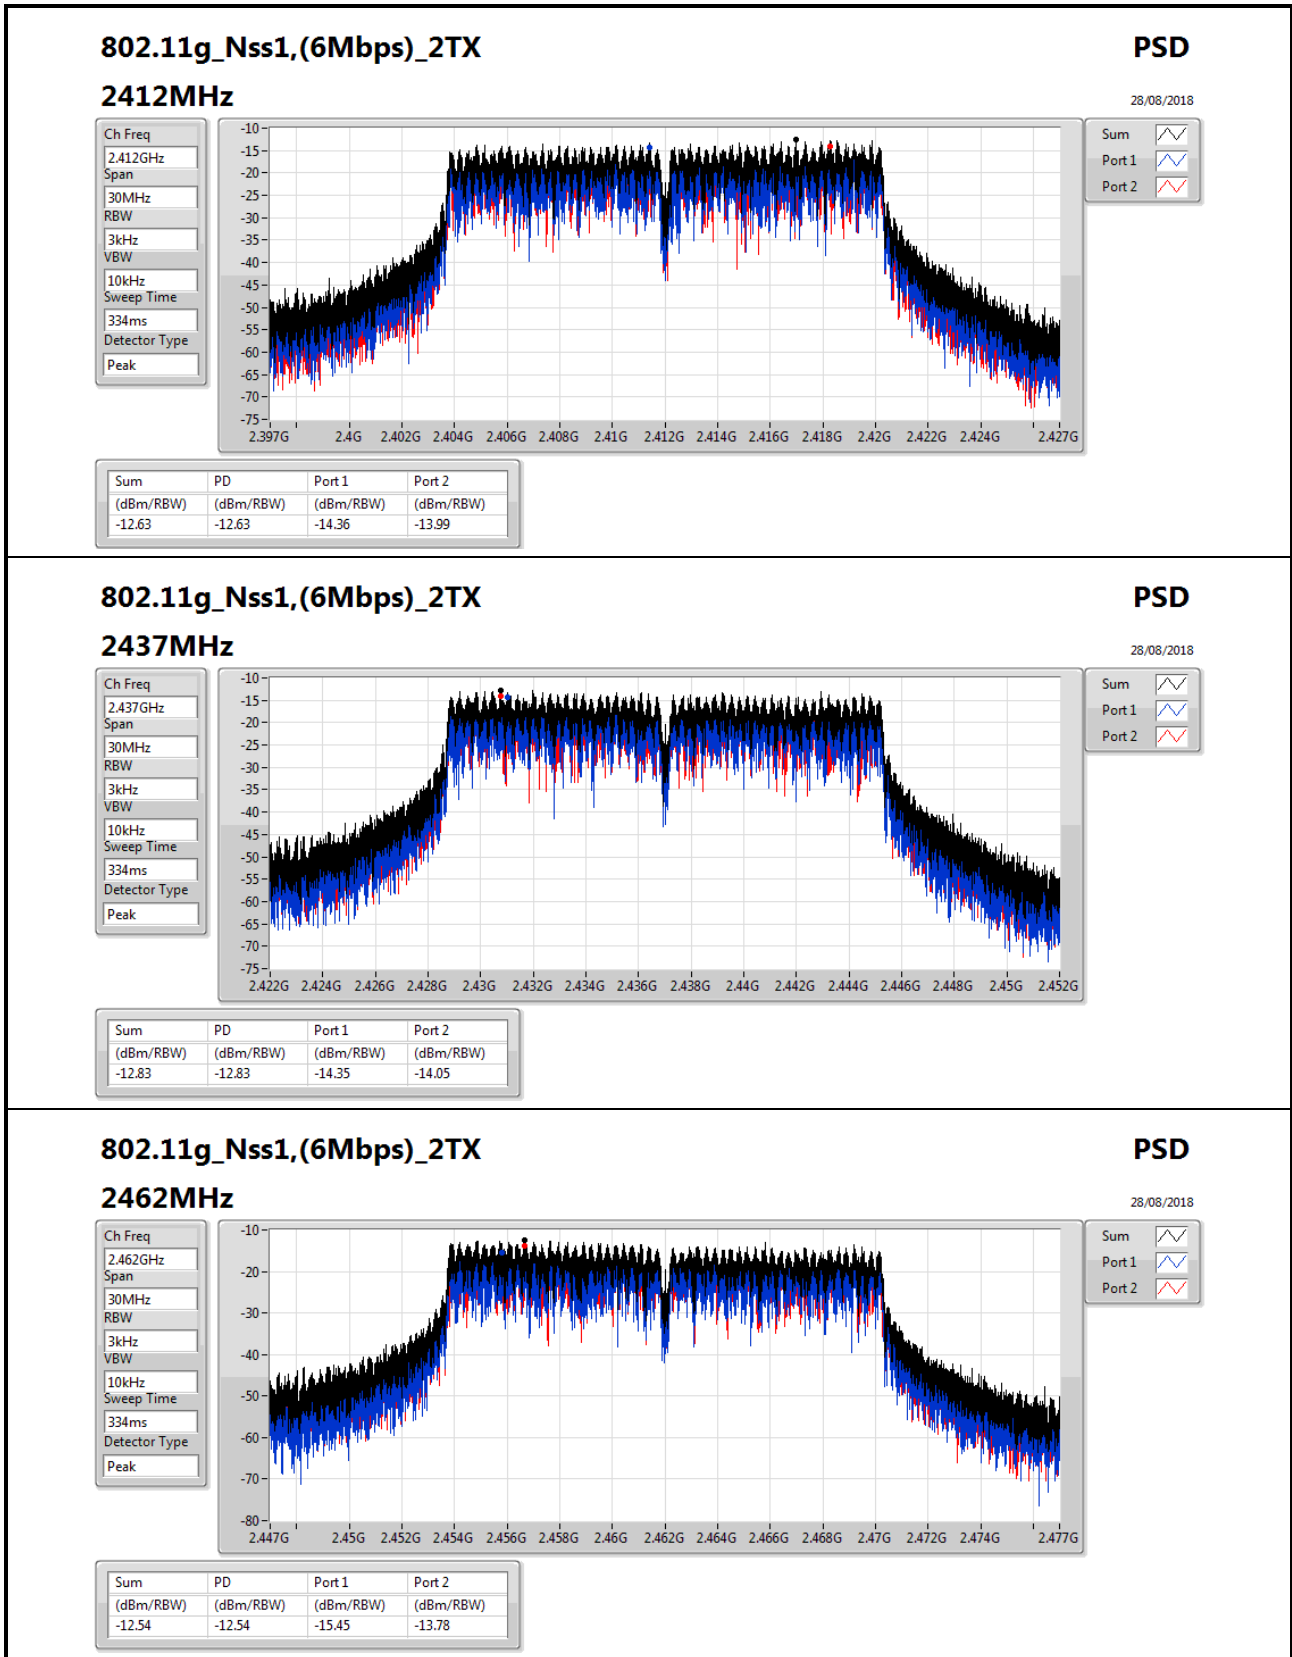 802.11g_Nss1,(6Mbps)_2TX PSD
2412MHz 28/08/2018
Ch Freq
2.412GHz
Span
30MHz
RBW
3kHz
VBW
10kHz
Sweep Time
334ms
Detector Type
Peak
-10
-15
-20
-25
-30
-35
-40
-45
-50
-55
-60
-65
-70
-75
2.397G 2.4G 2.402G 2.404G 2.406G 2.408G 2.41G 2.412G 2.414G 2.416G 2.418G 2.42G 2.422G 2.424G 2.427G
Sum
Port 1
Port 2
Sum PD Port 1 Port 2
(dBm/RBW) (dBm/RBW) (dBm/RBW) (dBm/RBW)
-12.63 -12.63 -14.36 -13.99
802.11g_Nss1,(6Mbps)_2TX PSD
2437MHz 28/08/2018
Ch Freq
2.437GHz
Span
30MHz
RBW
3kHz
VBW
10kHz
Sweep Time
334ms
Detector Type
Peak
-10
-15
-20
-25
-30
-35
-40
-45
-50
-55
-60
-65
-70
-75
2.422G 2.424G 2.426G 2.428G 2.43G 2.432G 2.434G 2.436G 2.438G 2.44G 2.442G 2.444G 2.446G 2.448G 2.45G 2.452G
Sum
Port 1
Port 2
Sum PD Port 1 Port 2
(dBm/RBW) (dBm/RBW) (dBm/RBW) (dBm/RBW)
-12.83 -12.83 -14.35 -14.05
802.11g_Nss1,(6Mbps)_2TX PSD
2462MHz 28/08/2018
Ch Freq
2.462GHz
Span
30MHz
RBW
3kHz
VBW
10kHz
Sweep Time
334ms
Detector Type
Peak
-10
-20
-30
-40
-50
-60
-70
-80
2.447G 2.45G 2.452G 2.454G 2.456G 2.458G 2.46G 2.462G 2.464G 2.466G 2.468G 2.47G 2.472G 2.474G 2.477G
Sum
Port 1
Port 2
Sum PD Port 1 Port 2
(dBm/RBW) (dBm/RBW) (dBm/RBW) (dBm/RBW)
-12.54 -12.54 -15.45 -13.78